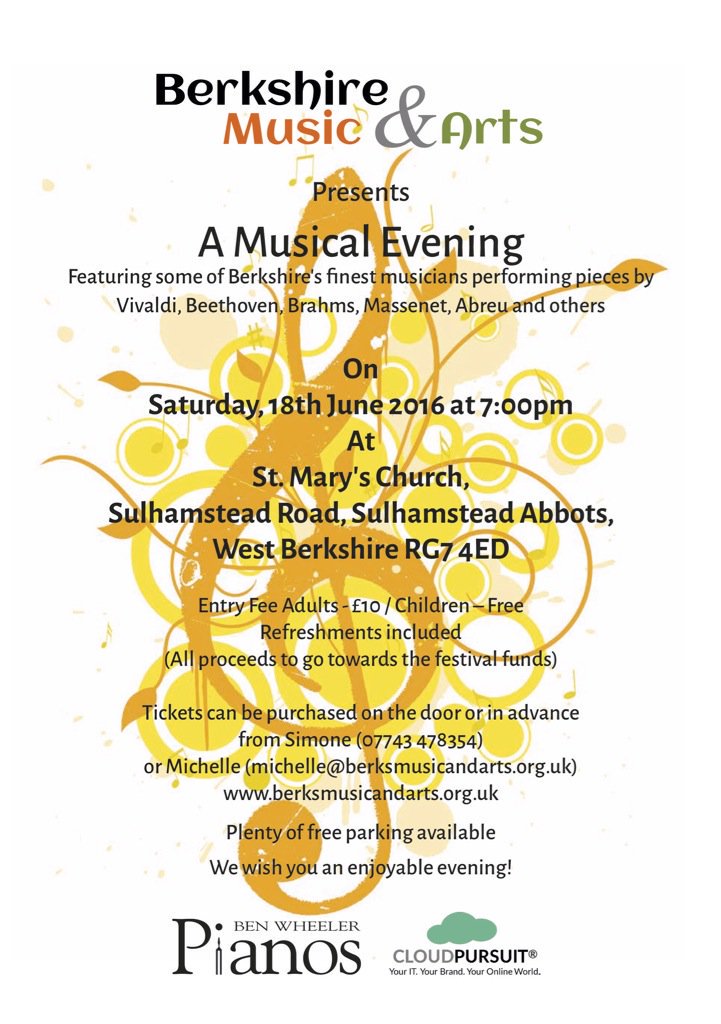 Berkshire
Music & Arts
Presents
A Musical Evening
Featuring some of Berkshire's finest musicians performing pieces by
Vivaldi, Beethoven, Brahms, Massenet, Abreu and others
On
Saturday, 18th June 2016 at 7:00pm
At
St. Mary's Church,
Sulhamstead Road, Sulhamstead Abbots,
West Berkshire RG7 4ED
Entry Fee Adults - £10 / Children – Free
Refreshments included
(All proceeds to go towards the festival funds)
Tickets can be purchased on the door or in advance
from Simone (07743 478354)
or Michelle (michelle@berksmusicandarts.org.uk)
www.berksmusicandarts.org.uk
Plenty of free parking available
We wish you an enjoyable evening!
BEN WHEELER
Pianos
CLOUDPURSUIT®
Your IT. Your Brand. Your Online World.